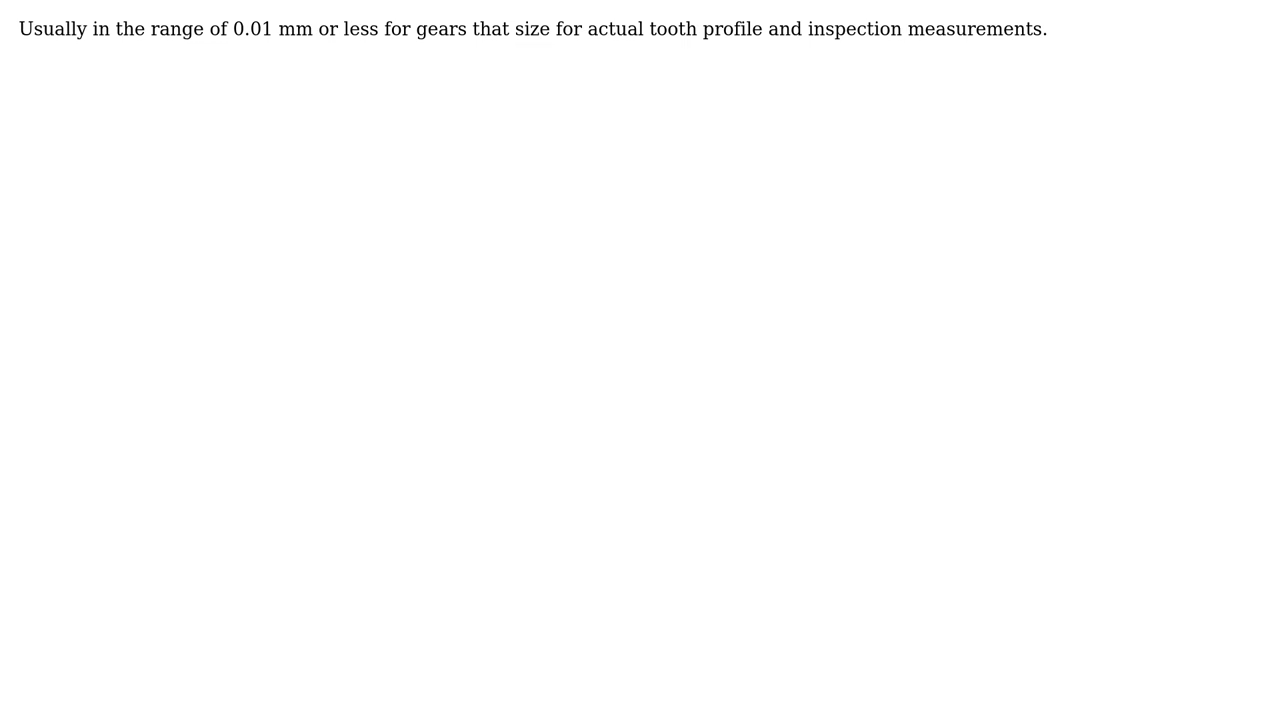 Usually in the range of 0.01 mm or less for gears that size for actual tooth profile and inspection measurements.